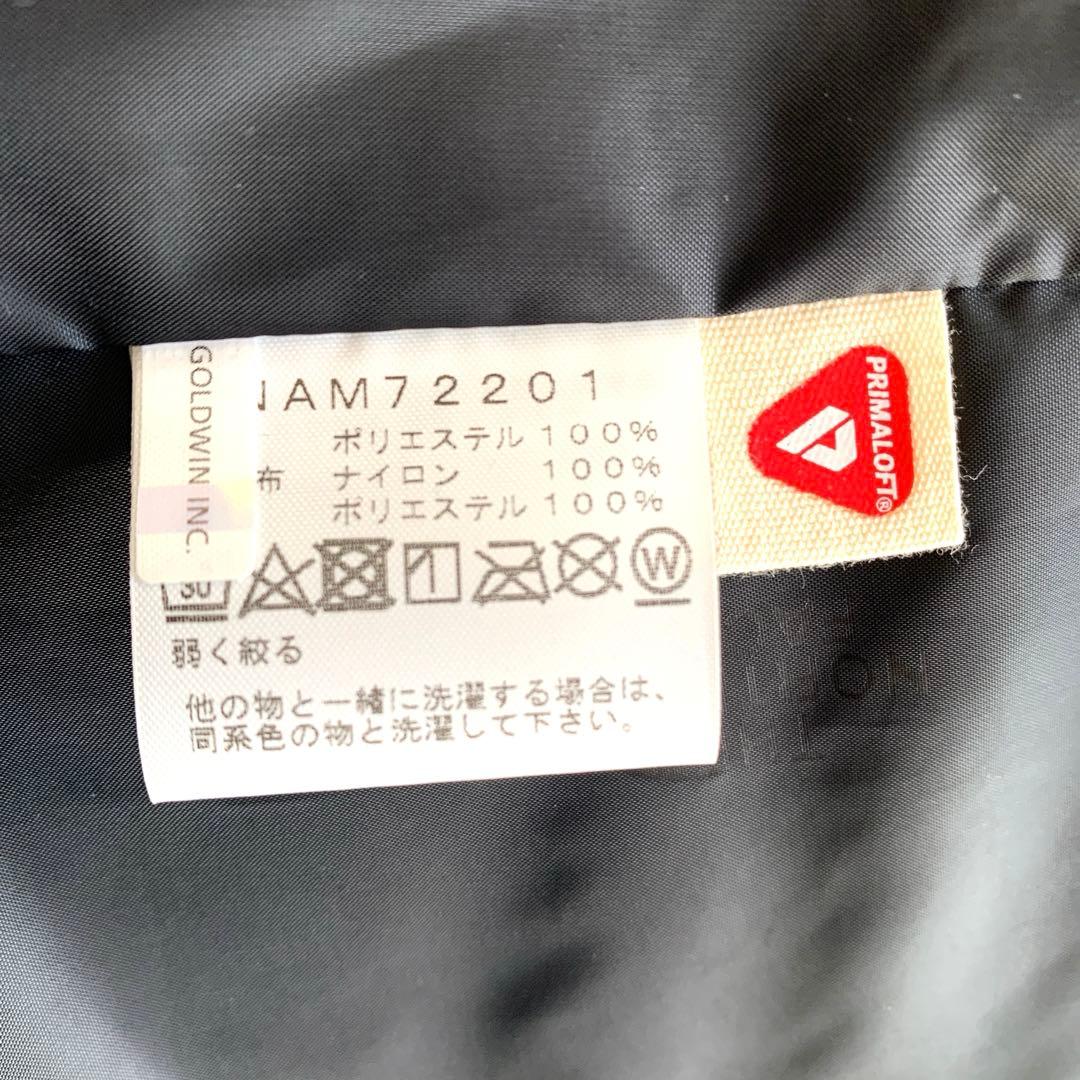 GOLDWIN INC.
NAM72201
ポリエステル 100%
布 ナイロン 100%
ポリエステル 100%
30
W
弱く絞る
他の物と一緒に洗濯する場合は、
同系色の物と洗濯して下さい。
PRIMALOFT®